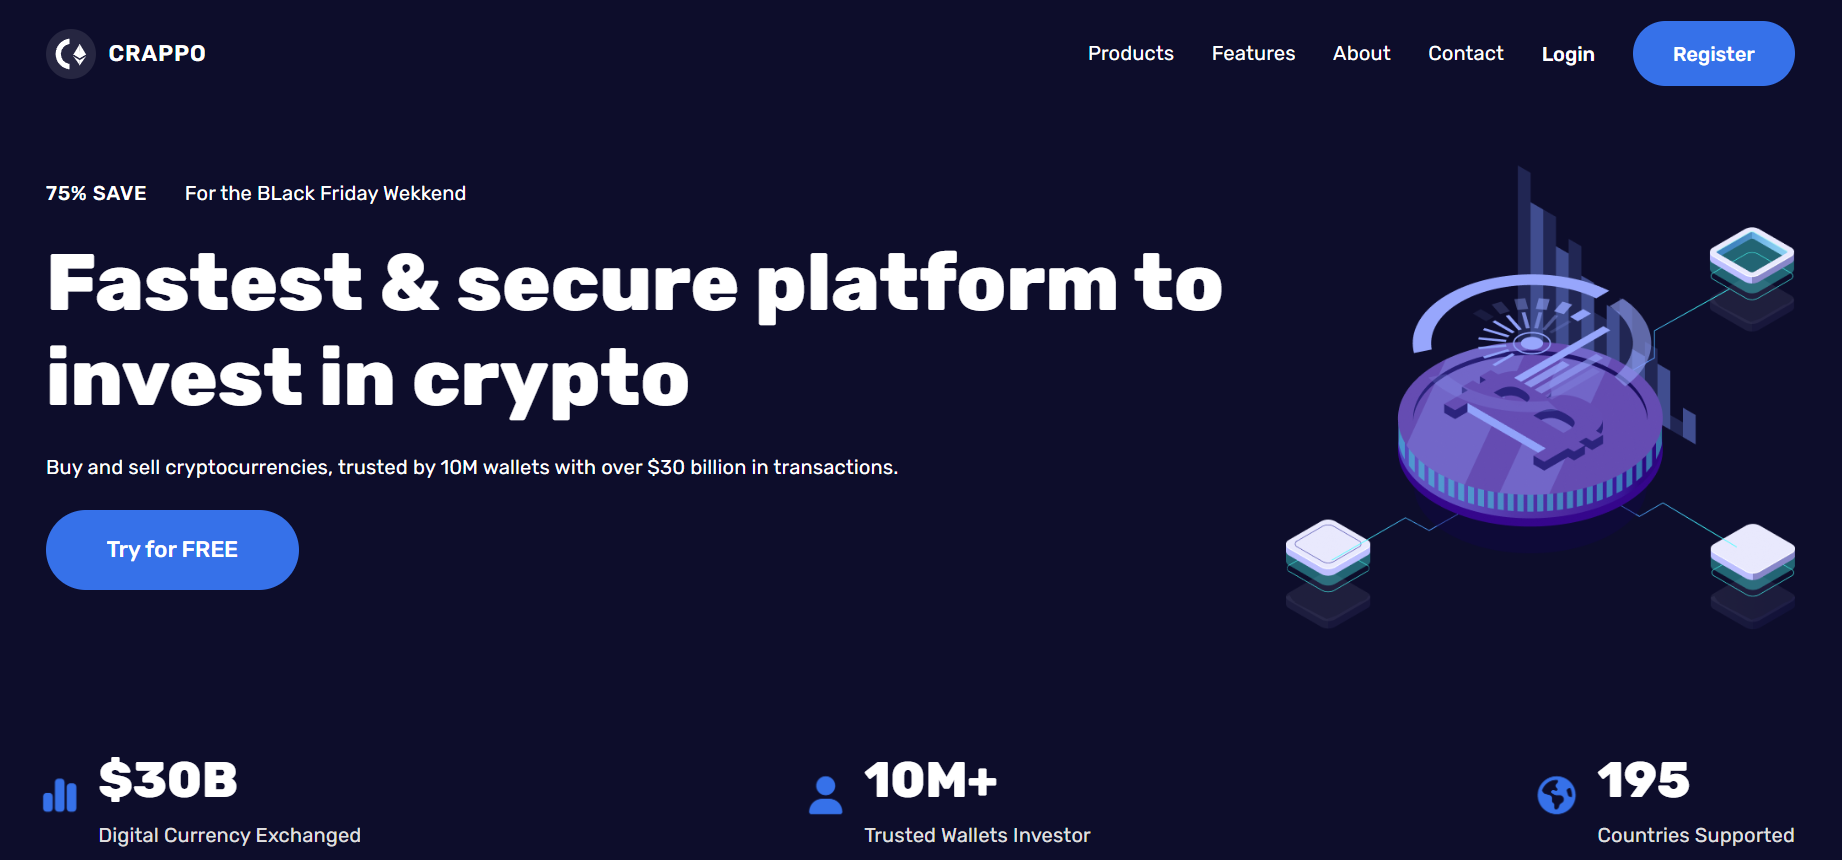 CRAPPO
Products Features About Contact Login Register
75% SAVE For the BLack Friday Wekkend
Fastest & secure platform to
invest in crypto
Buy and sell cryptocurrencies, trusted by 10M wallets with over $30 billion in transactions.
Try for FREE
$30B
Digital Currency Exchanged
10M+
Trusted Wallets Investor
195
Countries Supported